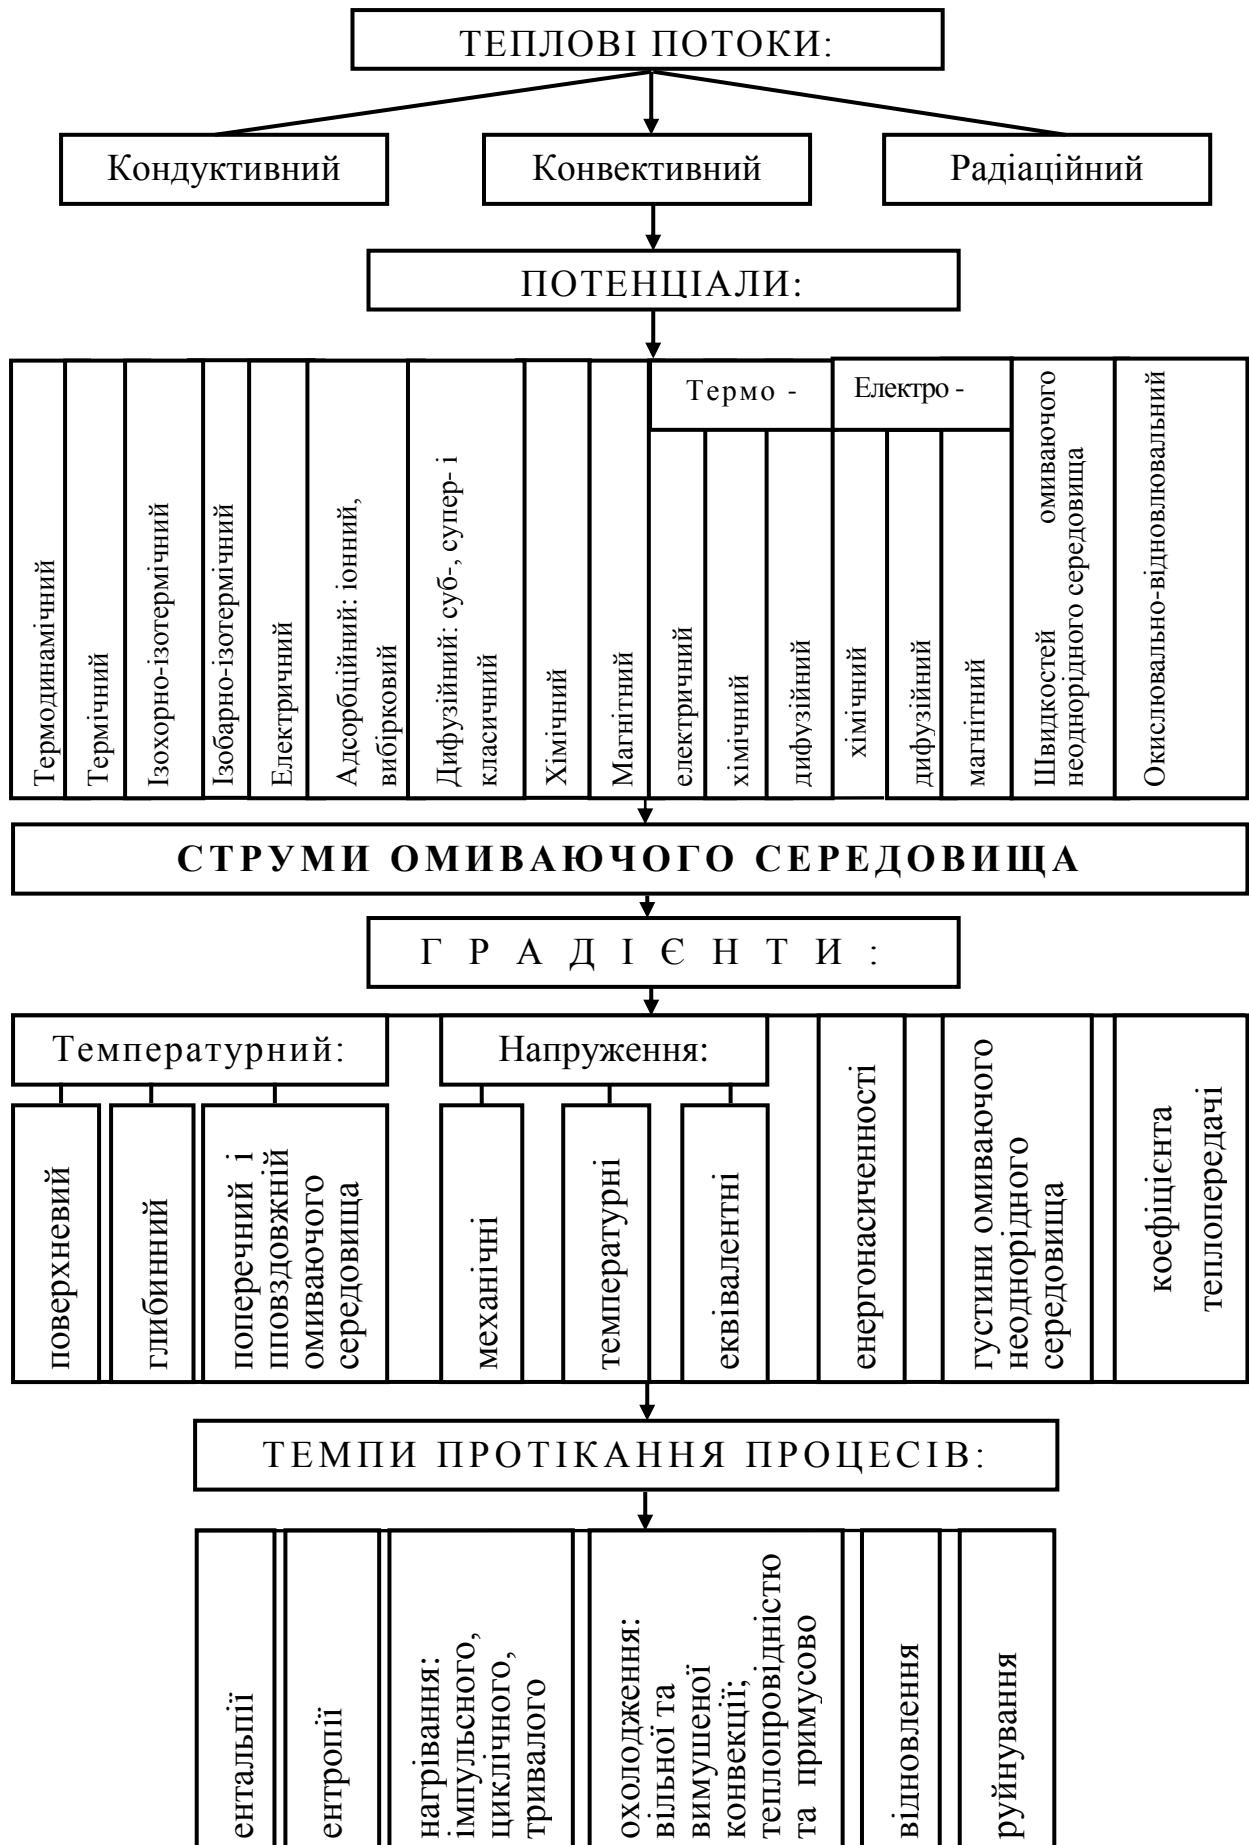 ТЕПЛОВІ ПОТОКИ:
Кондуктивний
Конвективний
Радіаційний
ПОТЕНЦІАЛИ:
Термодинамічний
Термічний
Ізохорно-ізотермічний
Ізобарно-ізотермічний
Електричний
Адсорбційний: іонний,
вибірковий
Дифузійний: суб-, супер- і
класичний
Хімічний
Магнітний
Термо -
електричний
хімічний
дифузійний
Електро -
хімічний
дифузійний
магнітний
Швидкостей омиваючого
неоднорідного середовища
Окислювально-відновлювальний
СТРУМИ ОМИВАЮЧОГО СЕРЕДОВИЩА
ГРАДІЄНТИ:
Температурний:
поверхневий
глибинний
поперечний і
пповздовжній
омиваючого
середовища
Напруження:
механічні
температурні
еквівалентні
енергонасиченності
густини омиваючого
неоднорідного
середовища
коефіцієнта
теплопередачі
ТЕМПИ ПРОТІКАННЯ ПРОЦЕСІВ:
ентальпії
ентропії
нагрівання:
імпульсного,
циклічного,
тривалого
охолодження:
вільної та
вимушеної
конвекції;
теплопровідністю
та примусово
відновлення
руйнування